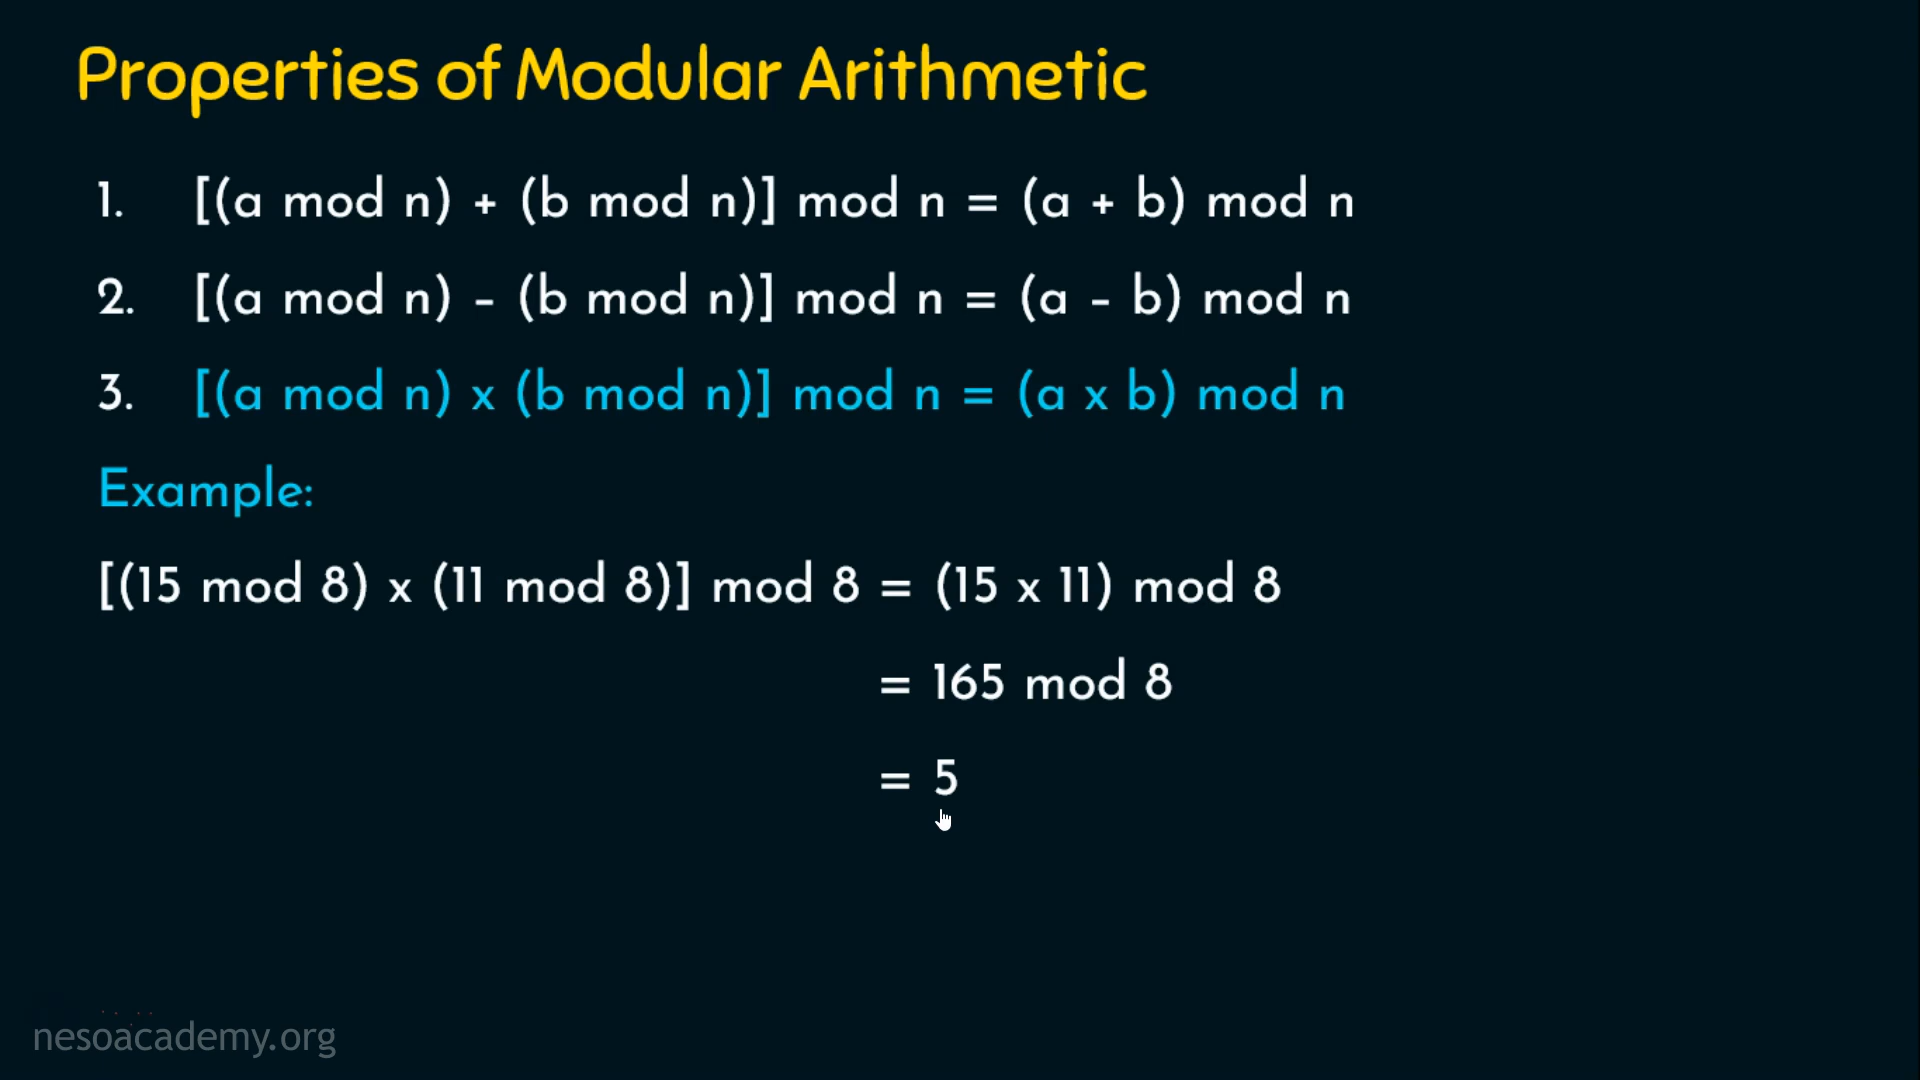 Properties of Modular Arithmetic
1. [(a mod n) + (b mod n)] mod n = (a + b) mod n
2. [(a mod n) – (b mod n)] mod n = (a – b) mod n
3. [(a mod n) x (b mod n)] mod n = (a x b) mod n
Example:
[(15 mod 8) x (11 mod 8)] mod 8 = (15 x 11) mod 8
= 165 mod 8
= 5
nesoacademy.org